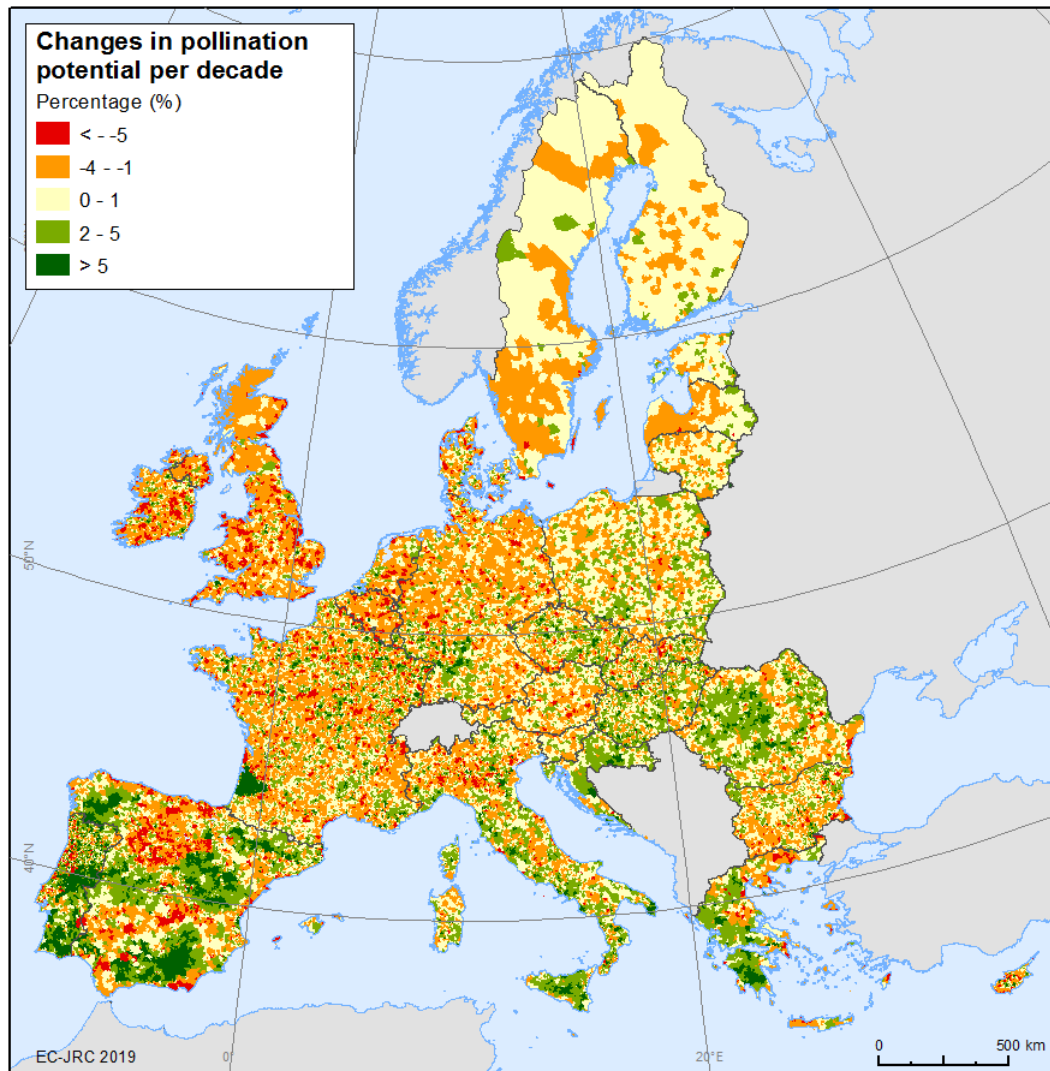 Changes in pollination
potential per decade
Percentage (%)
< - -5
-4 - -1
0 - 1
2 - 5
> 5
50°N
40°N
EC-JRC 2019
0°
20°E
0 500 km